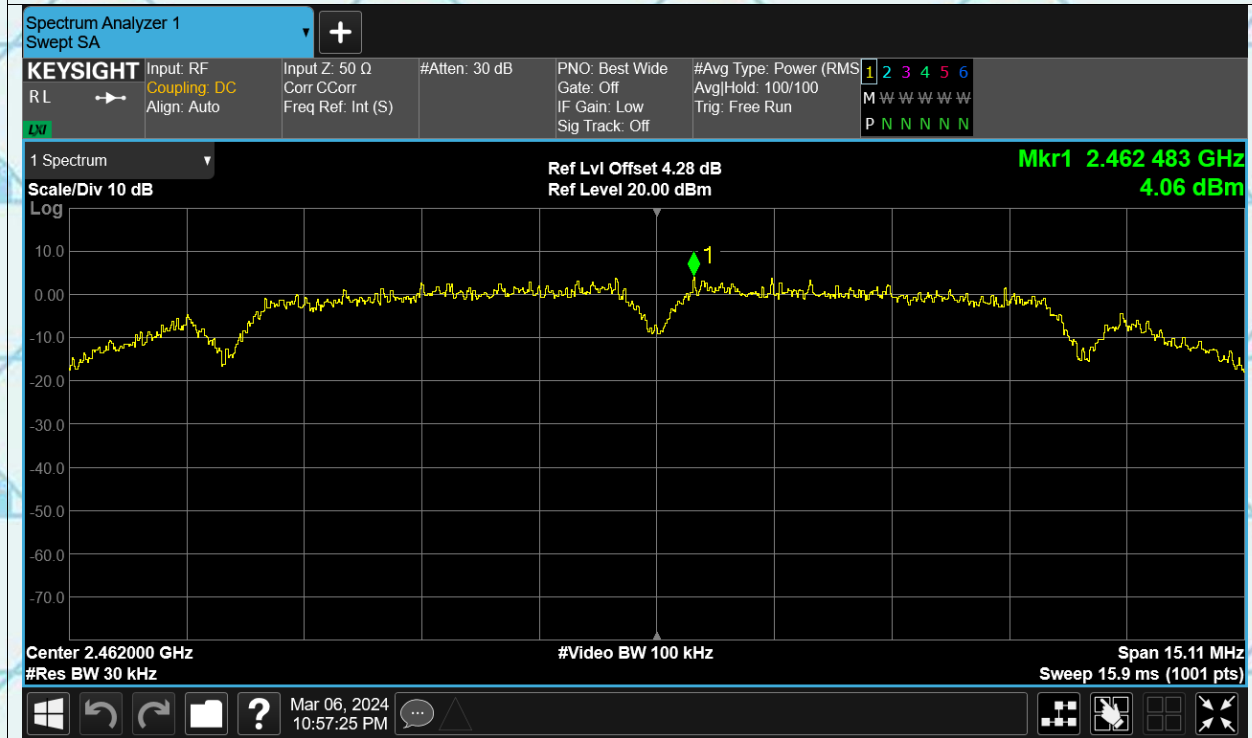 Spectrum Analyzer 1
Swept SA
KEYSIGHT
RL
LXI
Input: RF
Coupling: DC
Align: Auto
Input Z: 50 Ω
Corr CCorr
Freq Ref: Int (S)
#Atten: 30 dB
PNO: Best Wide
Gate: Off
IF Gain: Low
Sig Track: Off
#Avg Type: Power (RMS
Avg|Hold: 100/100
Trig: Free Run
1 2 3 4 5 6
M W W W W W
P N N N N N
1 Spectrum
Scale/Div 10 dB
Ref Lvl Offset 4.28 dB
Ref Level 20.00 dBm
Mkr1 2.462 483 GHz
4.06 dBm
Log
10.0
0.00
-10.0
-20.0
-30.0
-40.0
-50.0
-60.0
-70.0
1
Center 2.462000 GHz
#Res BW 30 kHz
#Video BW 100 kHz
Span 15.11 MHz
Sweep 15.9 ms (1001 pts)
?
Mar 06, 2024
10:57:25 PM